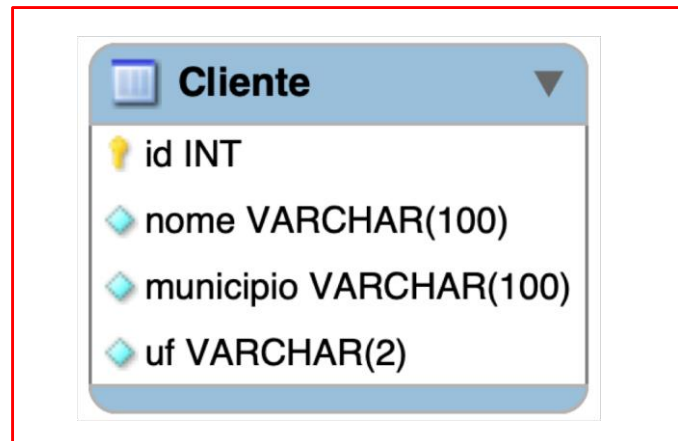 Cliente
id INT
nome VARCHAR(100)
municipio VARCHAR(100)
uf VARCHAR(2)